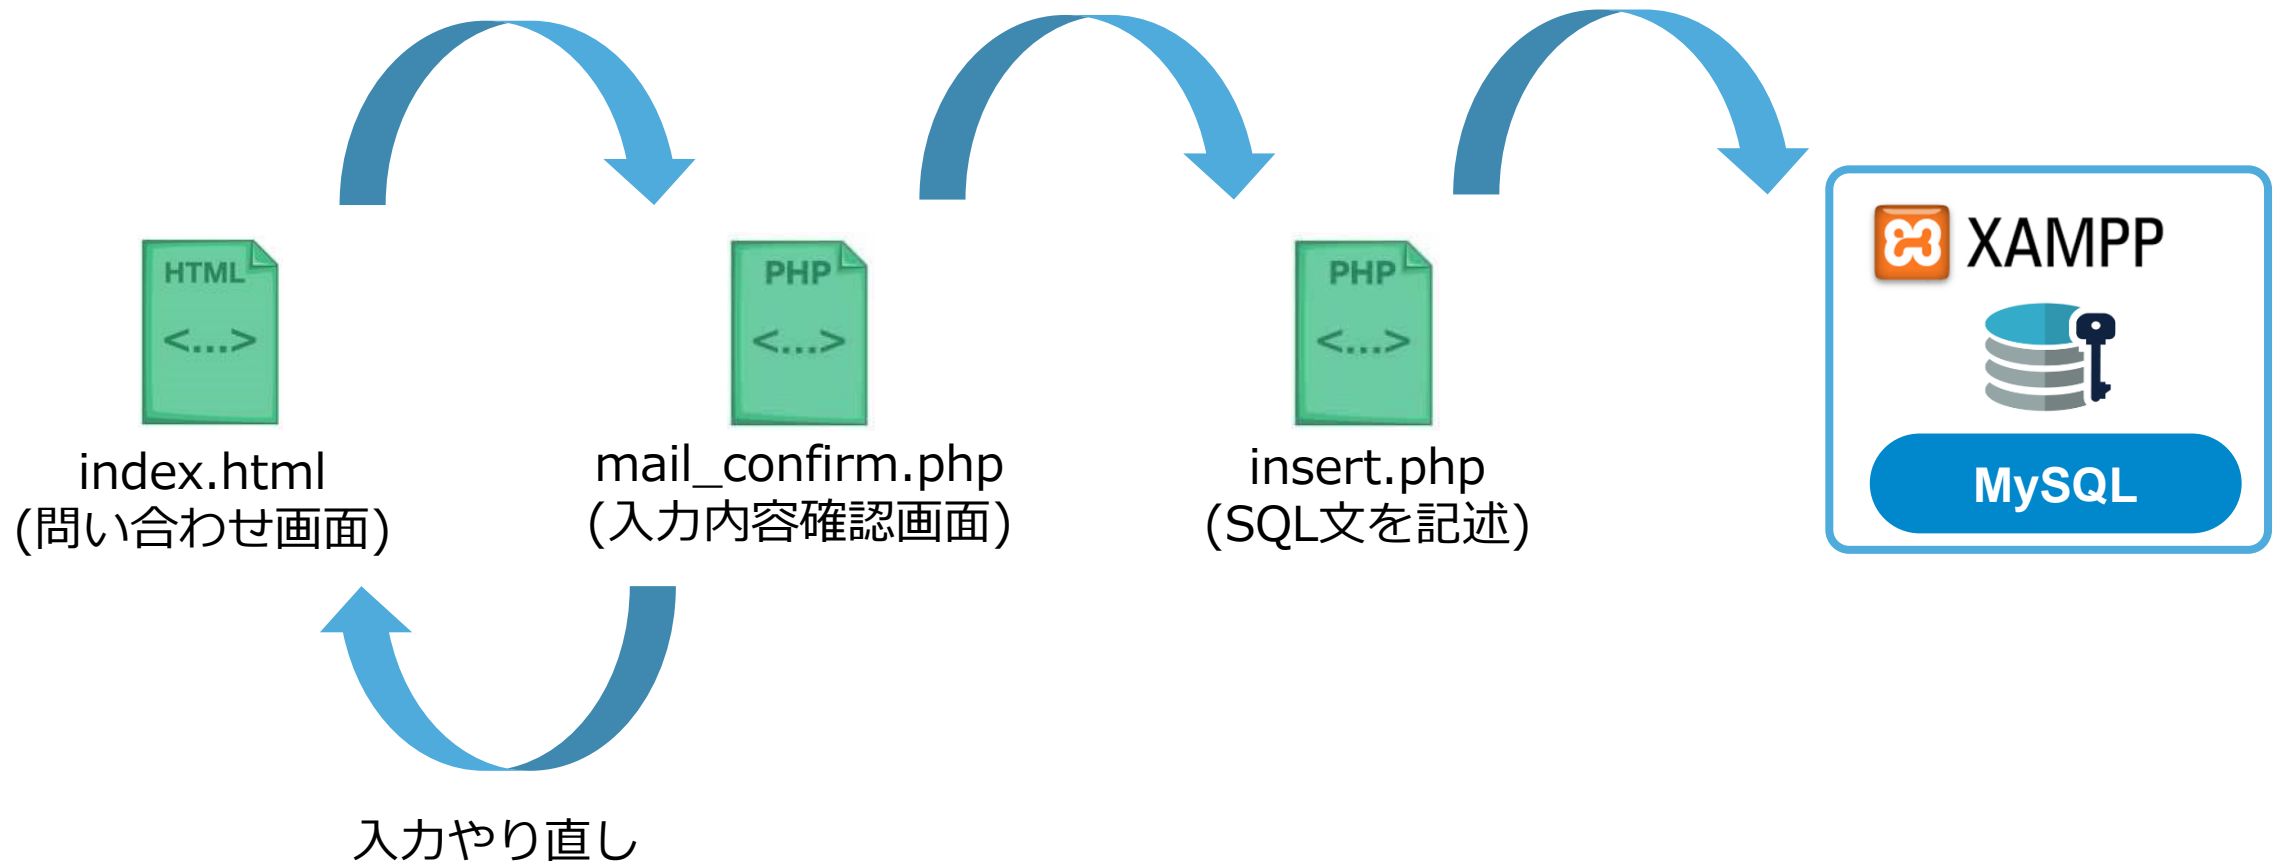 HTML
<...>
index.html
(問い合わせ画面)
PHP
<...>
mail_confirm.php
(入力内容確認画面)
PHP
<...>
insert.php
(SQL文を記述)
XAMPP
MySQL
入力やり直し